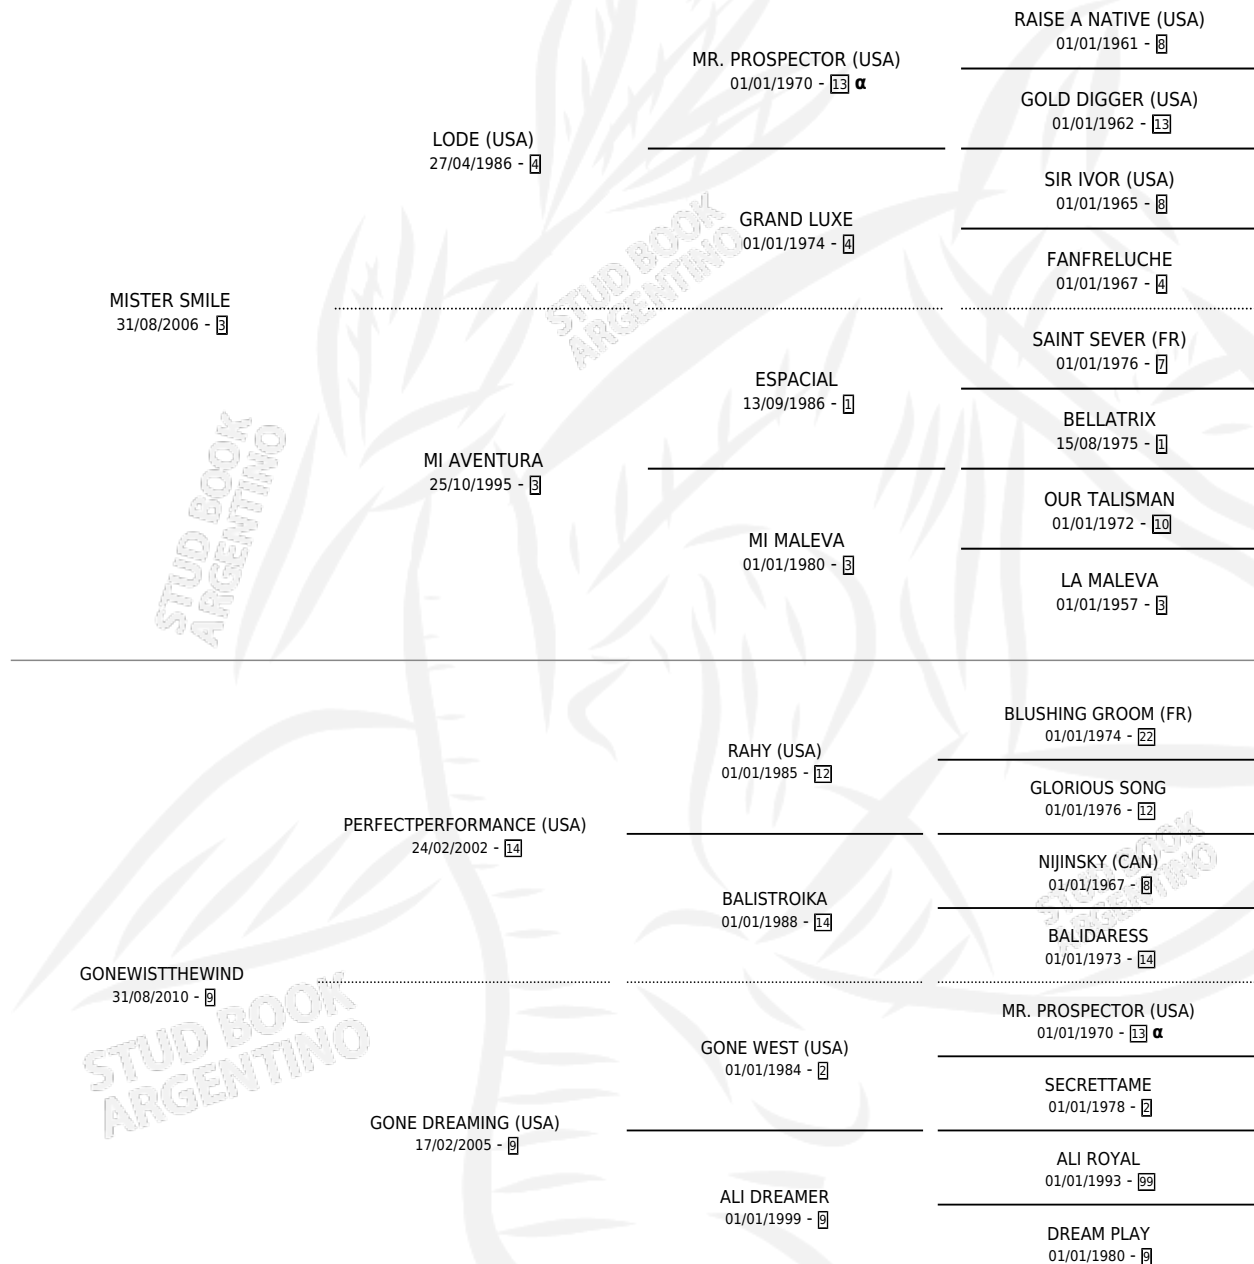 MISTER SMILE
31/08/2006 - 3
LODE (USA)
27/04/1986 - 4
MR. PROSPECTOR (USA)
01/01/1970 - 13 α
RAISE A NATIVE (USA)
01/01/1961 - 8
GOLD DIGGER (USA)
01/01/1962 - 13
GRAND LUXE
01/01/1974 - 4
SIR IVOR (USA)
01/01/1965 - 8
FANFRELUCHE
01/01/1967 - 4
MI AVENTURA
25/10/1995 - 3
ESPACIAL
13/09/1986 - 1
SAINT SEVER (FR)
01/01/1976 - 7
BELLATRIX
15/08/1975 - 1
MI MALEVA
01/01/1980 - 3
OUR TALISMAN
01/01/1972 - 10
LA MALEVA
01/01/1957 - 3
GONEWISTTHEWIND
31/08/2010 - 9
PERFECTPERFORMANCE (USA)
24/02/2002 - 14
RAHY (USA)
01/01/1985 - 12
BLUSHING GROOM (FR)
01/01/1974 - 22
GLORIOUS SONG
01/01/1976 - 12
BALISTROIKA
01/01/1988 - 14
NIJINSKY (CAN)
01/01/1967 - 8
BALIDARESS
01/01/1973 - 14
GONE DREAMING (USA)
17/02/2005 - 9
GONE WEST (USA)
01/01/1984 - 2
MR. PROSPECTOR (USA)
01/01/1970 - 13 α
SECRETTAME
01/01/1978 - 2
ALI DREAMER
01/01/1999 - 9
ALI ROYAL
01/01/1993 - 99
DREAM PLAY
01/01/1980 - 9
STUD BOOK
ARGENTINO
STUD BOOK
ARGENTINO
STUD BOOK
ARGENTINO
STUD BOOK
ARGENTINO